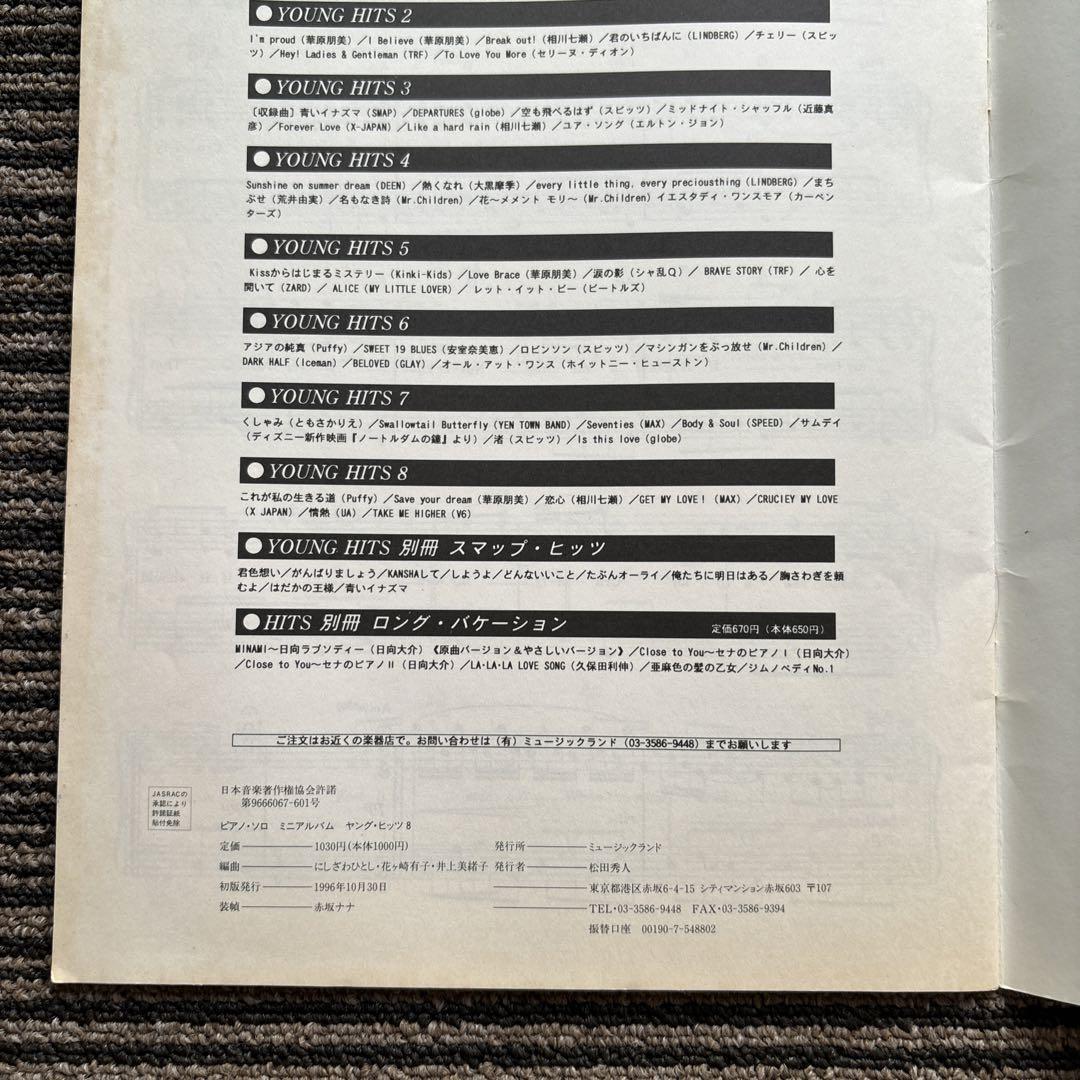 ●YOUNG HITS 2
I'm proud（華原朋美）／I Believe（華原朋美）／Break out!（相川七瀬）／君のいちばんに（LINDBERG）／チェリー（スピッ
ツ）／Hey! Ladies & Gentleman（TRF）／To Love You More（セリーヌ・ディオン）
●YOUNG HITS 3
［収録曲］青いイナズマ（SMAP）／DEPARTURES（globe）／空も飛べるはず（スピッツ）／ミッドナイト・シャッフル（近藤真
彦）／Forever Love（X-JAPAN）／Like a hard rain（相川七瀬）／ユア・ソング（エルトン・ジョン）
●YOUNG HITS 4
Sunshine on summer dream（DEEN）／熱くなれ（大黒摩季）／every little thing, every preciousthing（LINDBERG）／まち
ぶせ（荒井由実）／名もなき詩（Mr.Children）／花〜メメント モリ〜（Mr.Children）イエスタディ・ワンスモア（カーペン
ターズ）
●YOUNG HITS 5
Kissからはじまるミステリー（Kinki-Kids）／Love Brace（華原朋美）／涙の影（シャ乱Ｑ）／ BRAVE STORY（TRF）／ 心を
開いて（ZARD）／ ALICE（MY LITTLE LOVER）／ レット・イット・ビー（ビートルズ）
●YOUNG HITS 6
アジアの純真（Puffy）／SWEET 19 BLUES（安室奈美恵）／ロビンソン（スピッツ）／マシンガンをぶっ放せ（Mr.Children）／
DARK HALF（Iceman）／BELOVED（GLAY）／オール・アット・ワンス（ホイットニー・ヒューストン）
●YOUNG HITS 7
くしゃみ（ともさかりえ）／Swallowtail Butterfly（YEN TOWN BAND）／Seventies（MAX）／Body & Soul（SPEED）／サムデイ
（ディズニー新作映画『ノートルダムの鐘』より）／渚（スピッツ）／Is this love（globe）
●YOUNG HITS 8
これが私の生きる道（Puffy）／Save your dream（華原朋美）／恋心（相川七瀬）／GET MY LOVE！（MAX）／CRUCIEY MY LOVE
（X JAPAN）／情熱（UA）／TAKE ME HIGHER（V6）
●YOUNG HITS 別冊 スマップ・ヒッツ
君色想い／がんばりましょう／KANSHAして／しようよ／どんないいこと／たぶんオーライ／俺たちに明日はある／胸さわぎを頼
むよ／はだかの王様／青いイナズマ
●HITS 別冊 ロング・バケーション 定価670円（本体650円）
MINAMI〜日向ラプソディー（日向大介）《原曲バージョン＆やさしいバージョン》／Close to You〜セナのピアノⅠ（日向大介）
／Close to You〜セナのピアノⅡ（日向大介）／LA・LA・LA LOVE SONG（久保田利伸）／亜麻色の髪の乙女／ジムノペディNo.1
ご注文はお近くの楽器店で。お問い合わせは（有）ミュージックランド（03-3586-9448）までお願いします
JASRACの
承認により
許諾証紙
貼付免除
日本音楽著作権協会許諾
第9666067-601号
ピアノ・ソロ ミニアルバム ヤング・ヒッツ8
定価 1030円（本体1000円） 発行所 ミュージックランド
編曲 にしざわひとし・花ヶ崎有子・井上美緒子 発行者 松田秀人
初版発行 1996年10月30日 東京都港区赤坂6-4-15 シティマンション赤坂603 〒107
装幀 赤坂ナナ TEL・03-3586-9448 FAX・03-3586-9394
振替口座 00190-7-548802